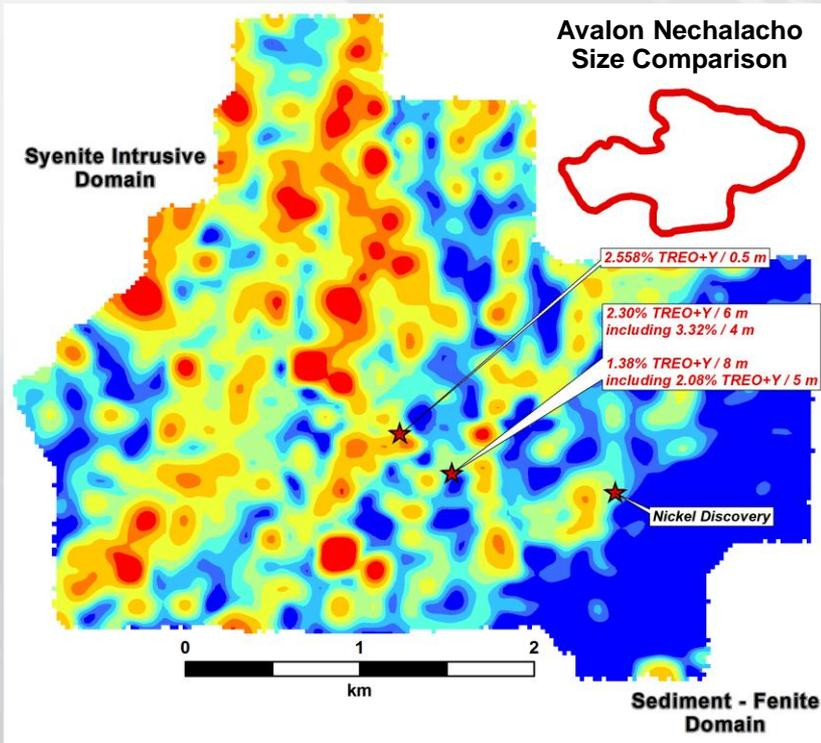 Avalon Nechalacho
Size Comparison
Syenite Intrusive
Domain
2.558% TREO+Y / 0.5 m
2.30% TREO+Y / 6 m
including 3.32% / 4 m
1.38% TREO+Y / 8 m
including 2.08% TREO+Y / 5 m
Nickel Discovery
0 1 2
km
Sediment - Fenite
Domain